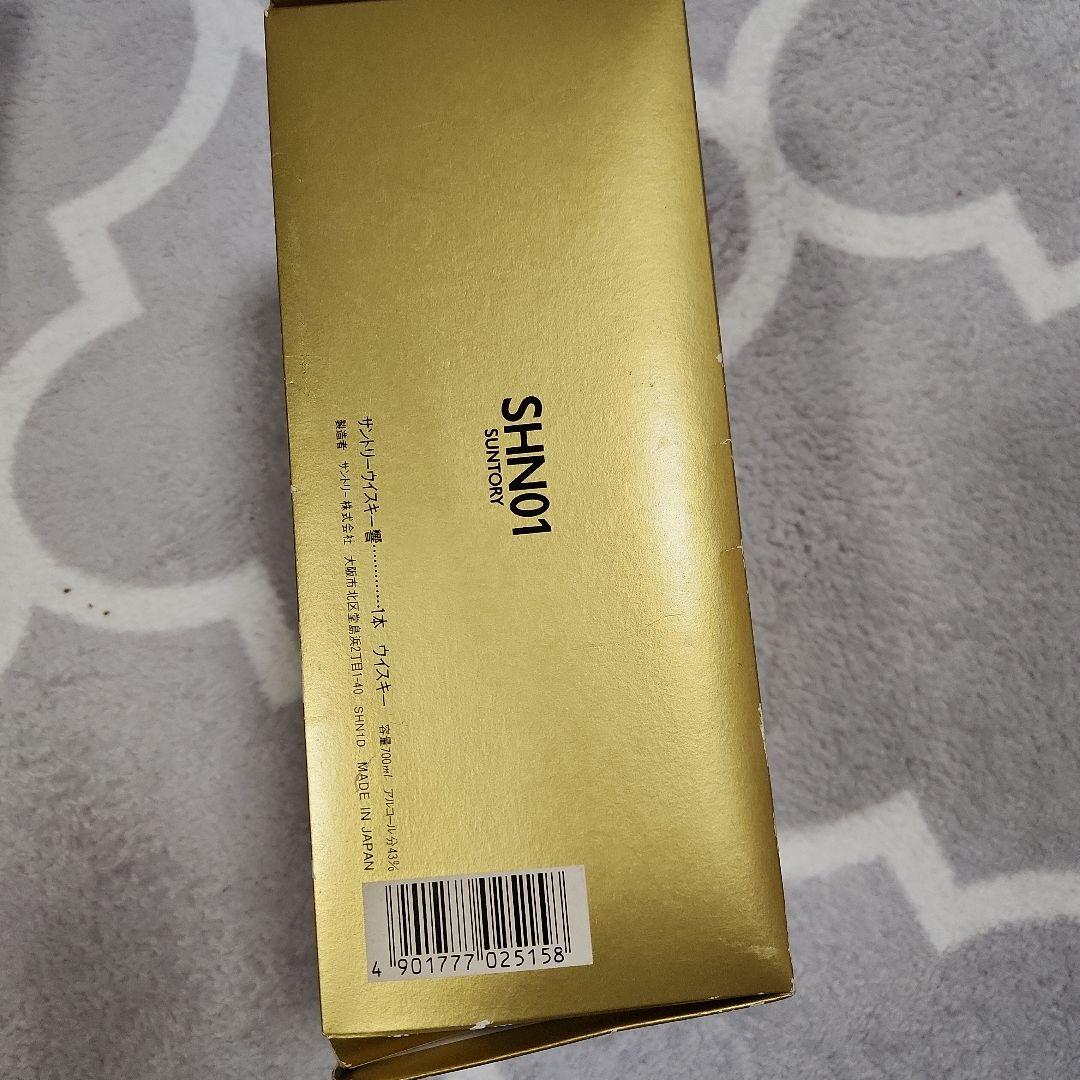 SHN01
SUNTORY
サントリーウイスキー響…………1本　ウイスキー　容量700ml　アルコール分43%
製造者　サントリー株式会社　大阪市北区堂島浜2丁目1-40　SHN1D　MADE IN JAPAN
4 901777 025158